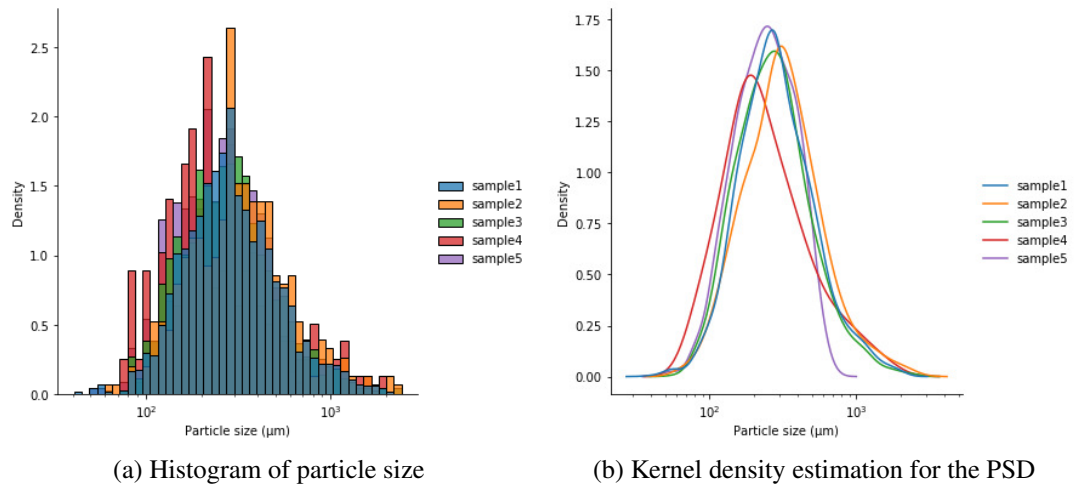 2.5
2.0
1.5
1.0
0.5
0.0
Density
10²
10³
Particle size (μm)
sample1
sample2
sample3
sample4
sample5
(a) Histogram of particle size
1.75
1.50
1.25
1.00
0.75
0.50
0.25
0.00
Density
10²
10³
Particle size (μm)
sample1
sample2
sample3
sample4
sample5
(b) Kernel density estimation for the PSD